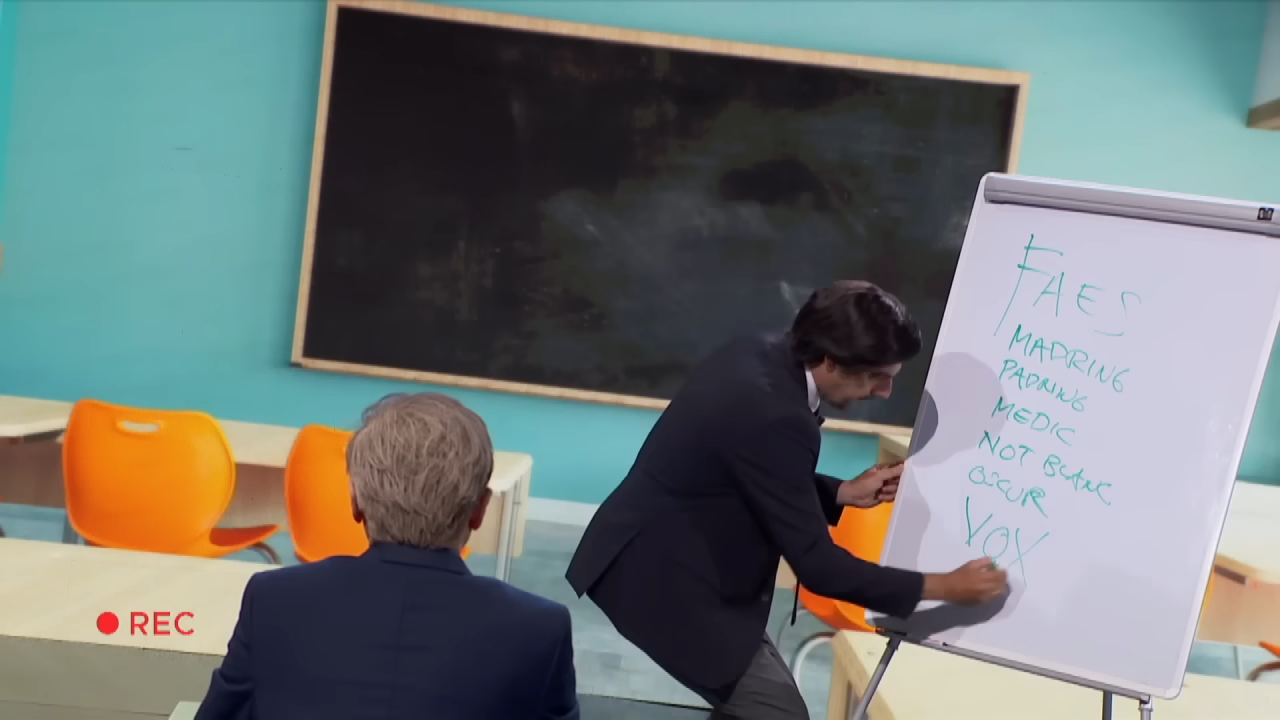 FAES
MADRING
PADRING
MEDIC
NOT BLANC
OSCUR
VOX
REC